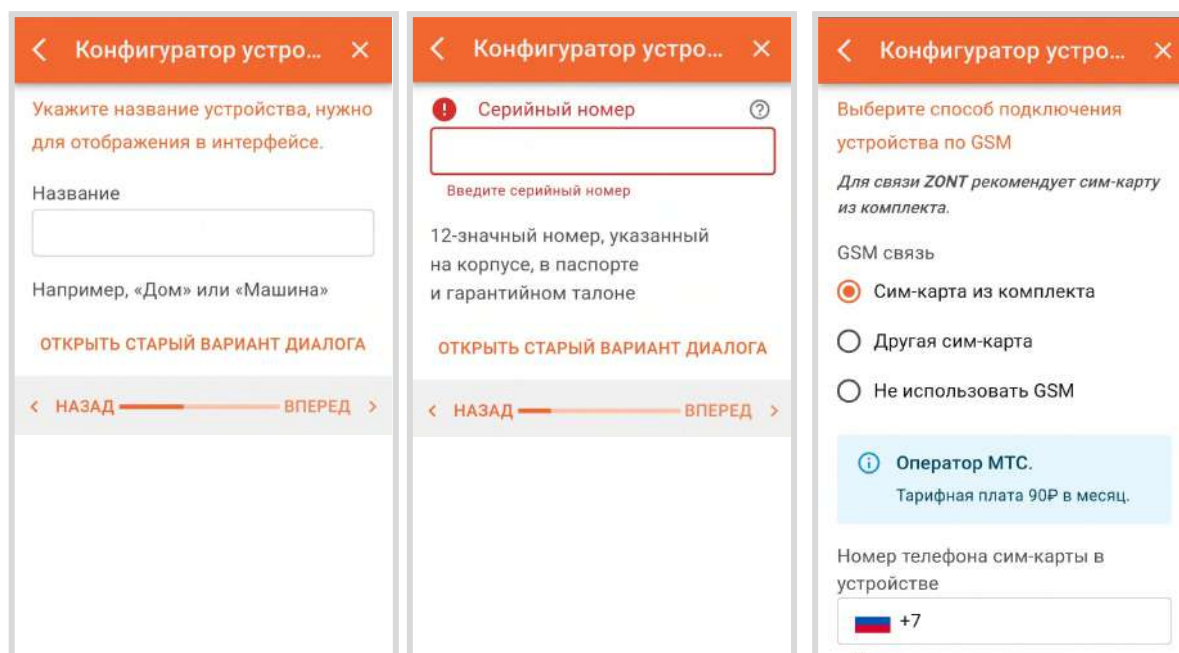 Конфигуратор устро...
Укажите название устройства, нужно
для отображения в интерфейсе.
Название
Например, «Дом» или «Машина»
ОТКРЫТЬ СТАРЫЙ ВАРИАНТ ДИАЛОГА
НАЗАД
ВПЕРЕД
Конфигуратор устро...
Серийный номер
Введите серийный номер
12-значный номер, указанный
на корпусе, в паспорте
и гарантийном талоне
ОТКРЫТЬ СТАРЫЙ ВАРИАНТ ДИАЛОГА
НАЗАД
ВПЕРЕД
Конфигуратор устро...
Выберите способ подключения
устройства по GSM
Для связи ZONT рекомендует сим-карту
из комплекта.
GSM связь
Сим-карта из комплекта
Другая сим-карта
Не использовать GSM
Оператор МТС.
Тарифная плата 90₽ в месяц.
Номер телефона сим-карты в
устройстве
+7